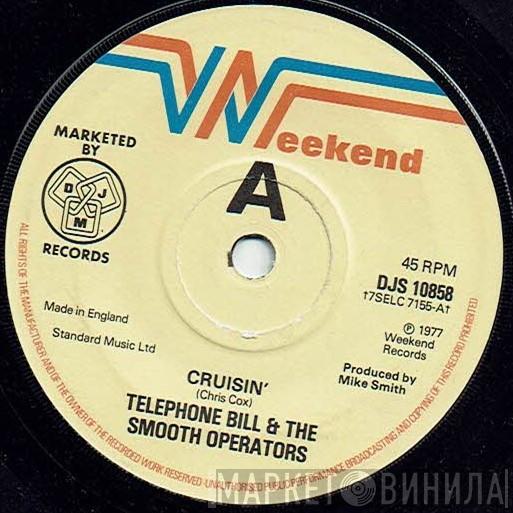 Weekend
A
MARKETED
BY
DJM
RECORDS
45 RPM
DJS 10858
†7SELC 7155-A†
Ⓟ 1977
Weekend
Records
Made in England
Standard Music Ltd
Produced by
Mike Smith
CRUISIN'
(Chris Cox)
TELEPHONE BILL & THE
SMOOTH OPERATORS
ALL RIGHTS OF THE MANUFACTURER AND OF THE OWNER OF THE RECORDED WORK RESERVED · UNAUTHORISED PUBLIC PERFORMANCE BROADCASTING AND COPYING OF THIS RECORD PROHIBITED
МАРКЕТ ВИНИЛА